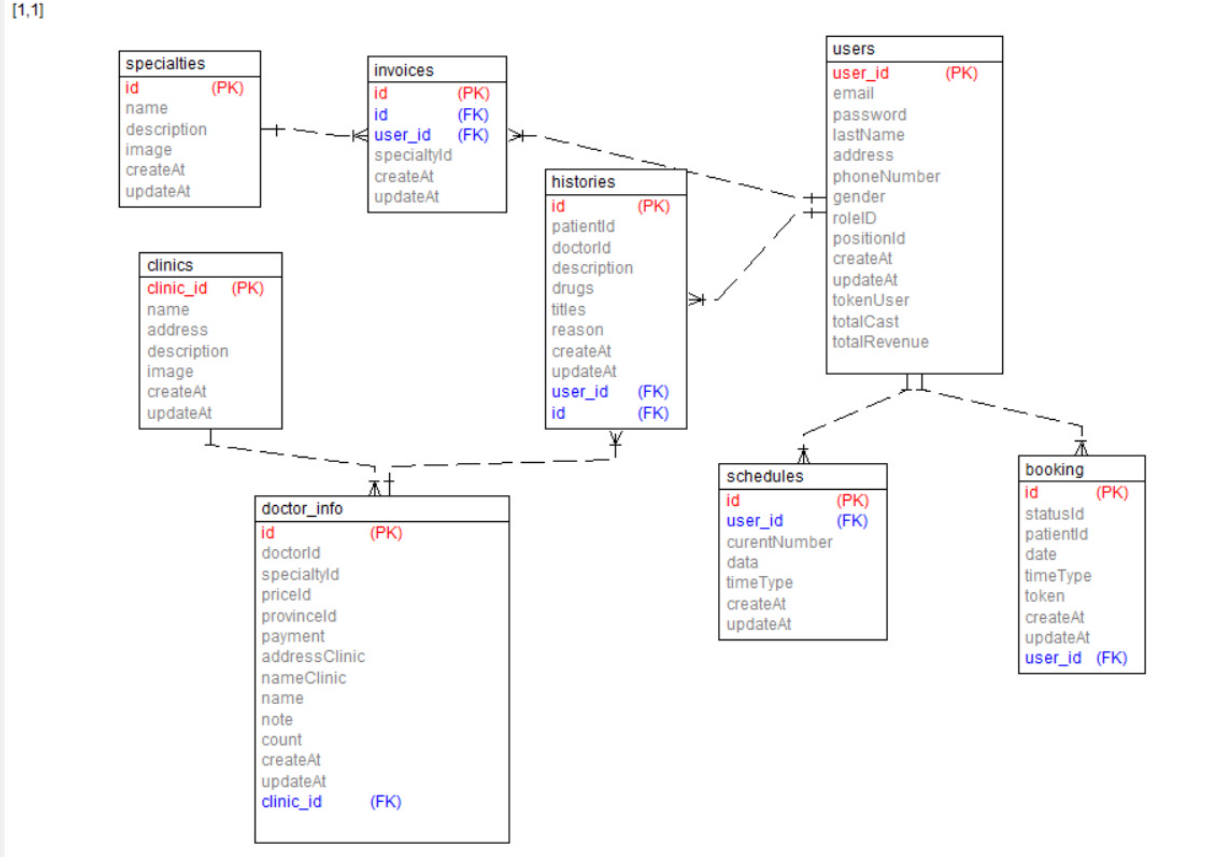 [1,1]
specialties
id (PK)
name
description
image
createAt
updateAt
invoices
id (PK)
id (FK)
user_id (FK)
specialtyId
createAt
updateAt
users
user_id (PK)
email
password
lastName
address
phoneNumber
gender
roleID
positionId
createAt
updateAt
tokenUser
totalCast
totalRevenue
histories
id (PK)
patientId
doctorId
description
drugs
titles
reason
createAt
updateAt
user_id (FK)
id (FK)
clinics
clinic_id (PK)
name
address
description
image
createAt
updateAt
doctor_info
id (PK)
doctorId
specialtyId
priceId
provinceId
payment
addressClinic
nameClinic
name
note
count
createAt
updateAt
clinic_id (FK)
schedules
id (PK)
user_id (FK)
curentNumber
data
timeType
createAt
updateAt
booking
id (PK)
statusId
patientId
date
timeType
token
createAt
updateAt
user_id (FK)